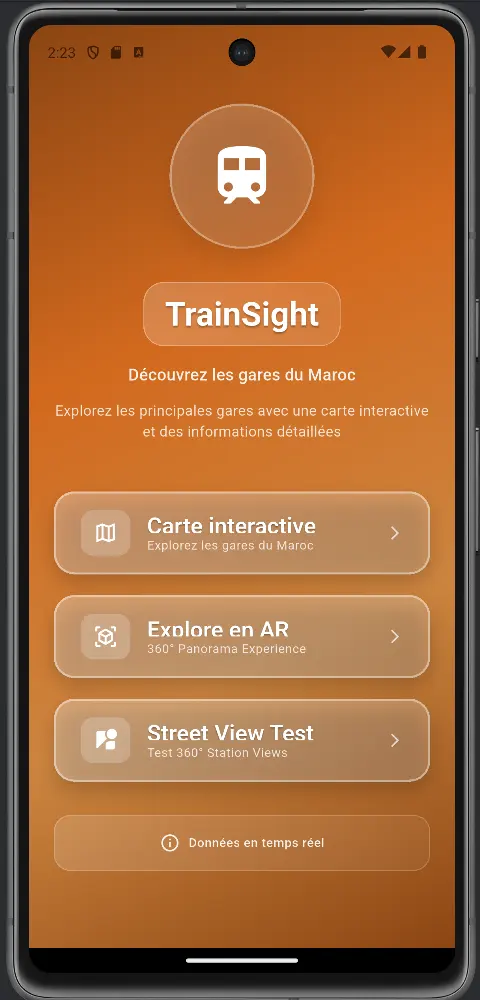 2:23
TrainSight
Découvrez les gares du Maroc
Explorez les principales gares avec une carte interactive
et des informations détaillées
Carte interactive
Explorez les gares du Maroc
Explore en AR
360° Panorama Experience
Street View Test
Test 360° Station Views
Données en temps réel